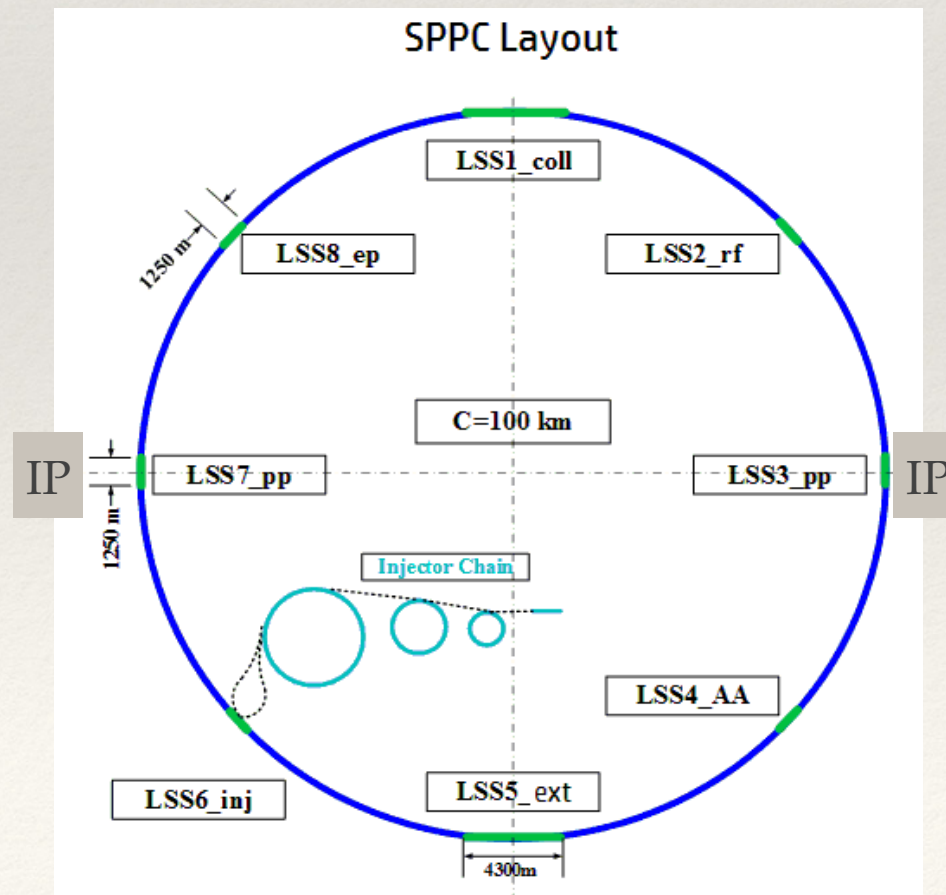 SPPC Layout
LSS1_coll
1250 m
LSS8_ep
LSS2_rf
C=100 km
IP
LSS7_pp
LSS3_pp
IP
1250 m
Injector Chain
LSS4_AA
LSS6_inj
LSS5_ext
4300m